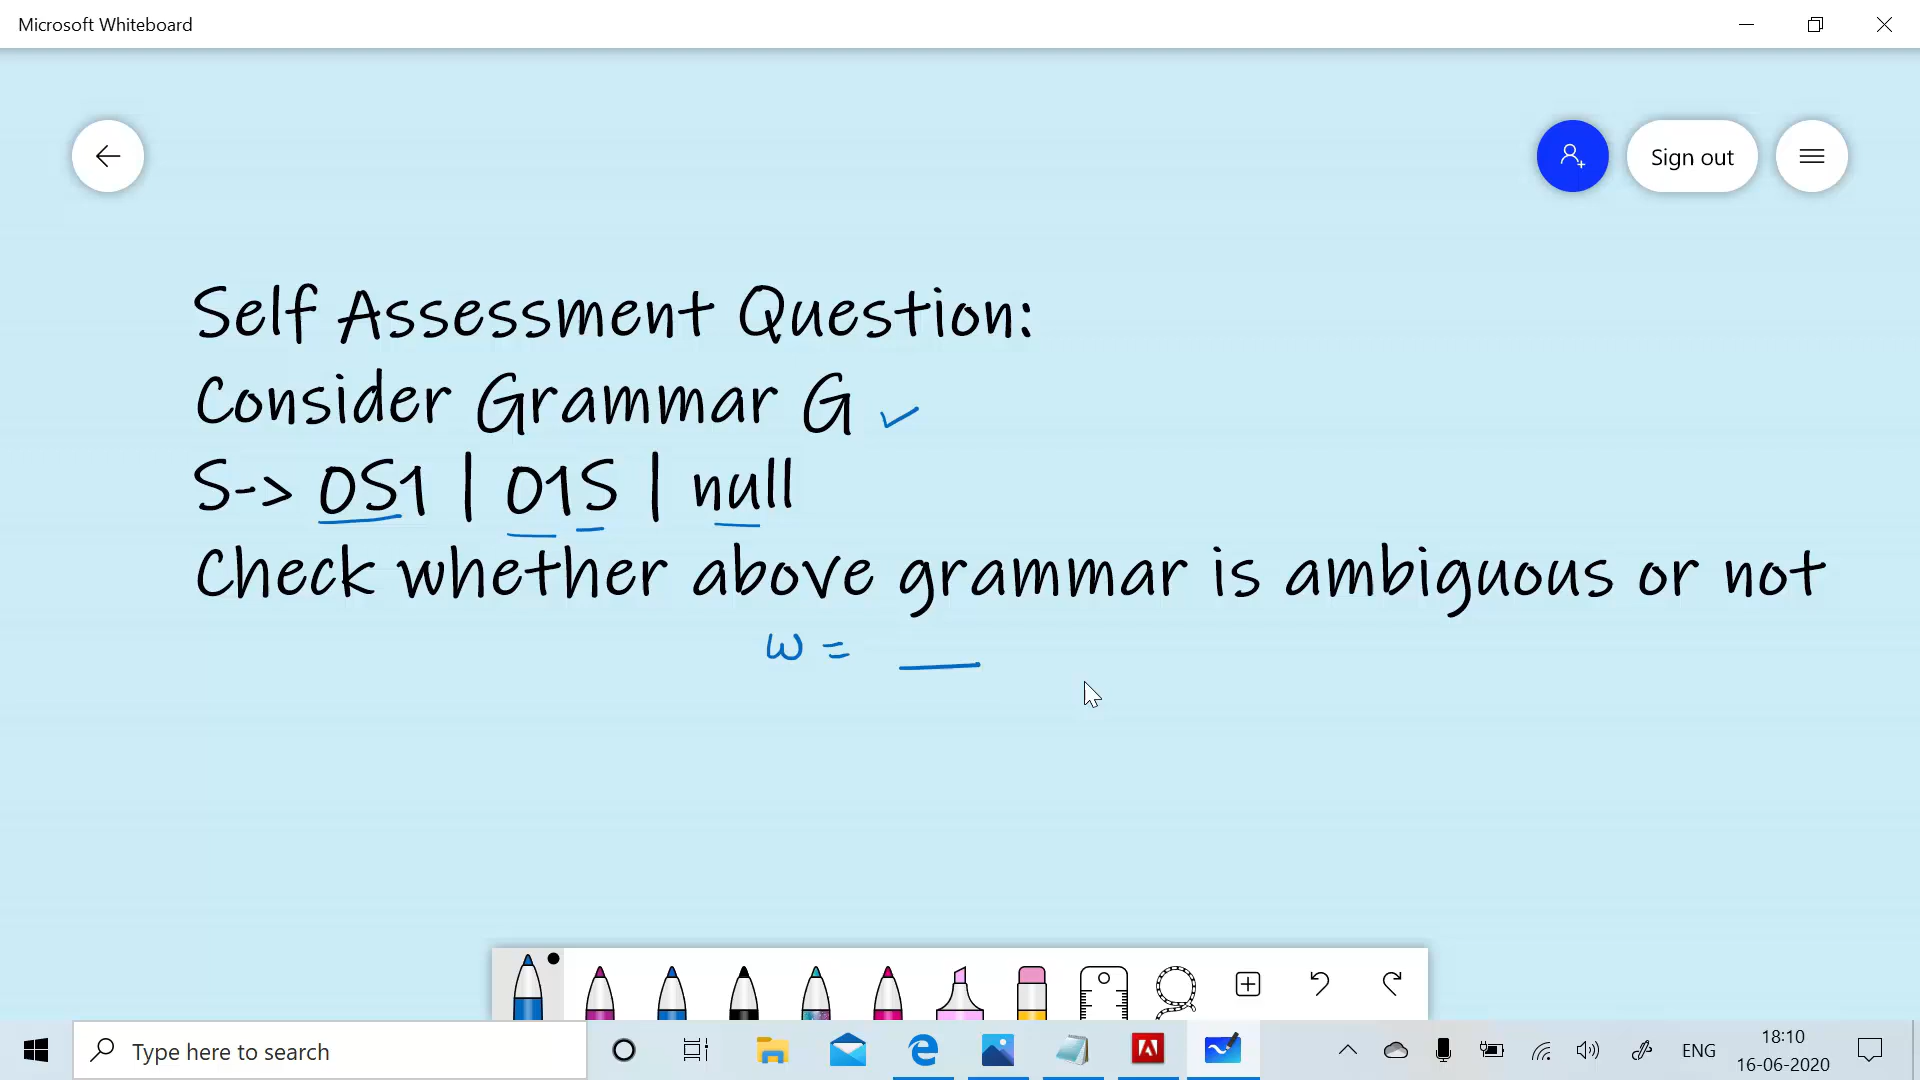 Microsoft Whiteboard
Sign out
Self Assessment Question:
Consider Grammar G
S-> 0S1 | 01S | null
Check whether above grammar is ambiguous or not
w =
Type here to search
ENG
18:10
16-06-2020